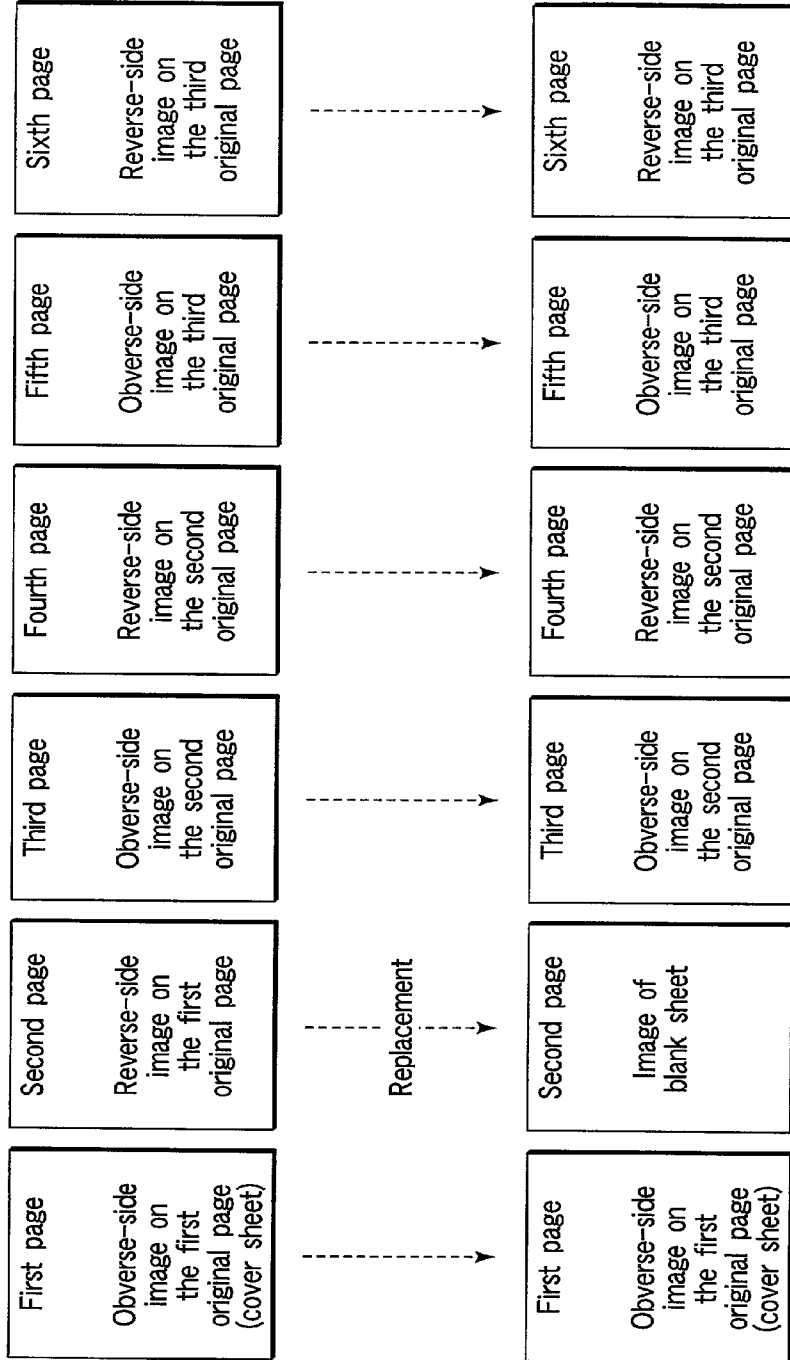 First page
Obverse-side
image on
the first
original page
(cover sheet)
Second page
Reverse-side
image on
the first
original page
Third page
Obverse-side
image on
the second
original page
Fourth page
Reverse-side
image on
the second
original page
Fifth page
Obverse-side
image on
the third
original page
Sixth page
Reverse-side
image on
the third
original page
Replacement
First page
Obverse-side
image on
the first
original page
(cover sheet)
Second page
Image of
blank sheet
Third page
Obverse-side
image on
the second
original page
Fourth page
Reverse-side
image on
the second
original page
Fifth page
Obverse-side
image on
the third
original page
Sixth page
Reverse-side
image on
the third
original page